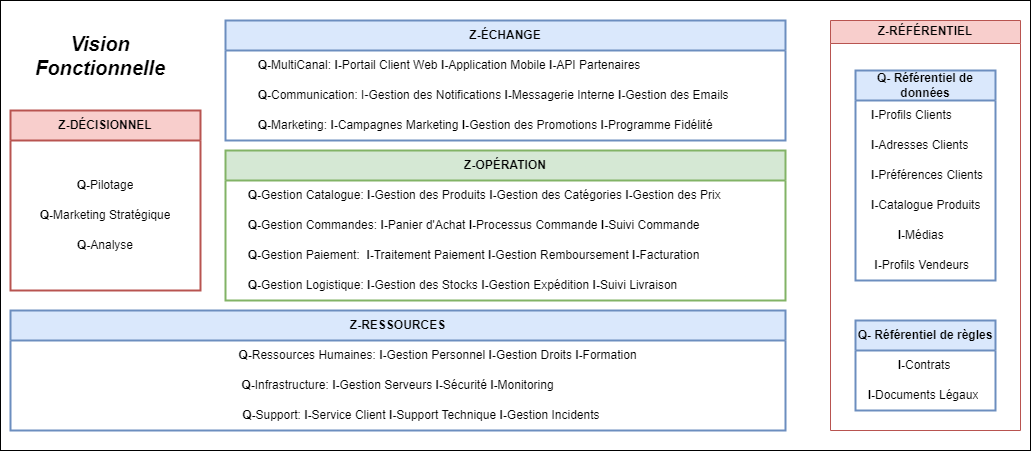 Vision
Fonctionnelle
Z-DÉCISIONNEL
Q-Pilotage
Q-Marketing Stratégique
Q-Analyse
Z-ÉCHANGE
Q-MultiCanal: I-Portail Client Web I-Application Mobile I-API Partenaires
Q-Communication: I-Gestion des Notifications I-Messagerie Interne I-Gestion des Emails
Q-Marketing: I-Campagnes Marketing I-Gestion des Promotions I-Programme Fidélité
Z-OPÉRATION
Q-Gestion Catalogue: I-Gestion des Produits I-Gestion des Catégories I-Gestion des Prix
Q-Gestion Commandes: I-Panier d'Achat I-Processus Commande I-Suivi Commande
Q-Gestion Paiement: I-Traitement Paiement I-Gestion Remboursement I-Facturation
Q-Gestion Logistique: I-Gestion des Stocks I-Gestion Expédition I-Suivi Livraison
Z-RESSOURCES
Q-Ressources Humaines: I-Gestion Personnel I-Gestion Droits I-Formation
Q-Infrastructure: I-Gestion Serveurs I-Sécurité I-Monitoring
Q-Support: I-Service Client I-Support Technique I-Gestion Incidents
Z-RÉFÉRENTIEL
Q- Référentiel de
données
I-Profils Clients
I-Adresses Clients
I-Préférences Clients
I-Catalogue Produits
I-Médias
I-Profils Vendeurs
Q- Référentiel de règles
I-Contrats
I-Documents Légaux